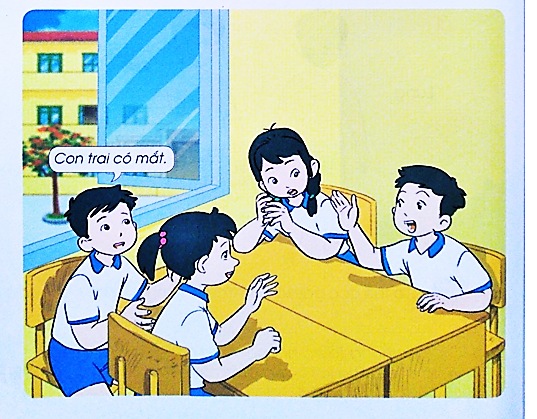 Con trai có mắt.